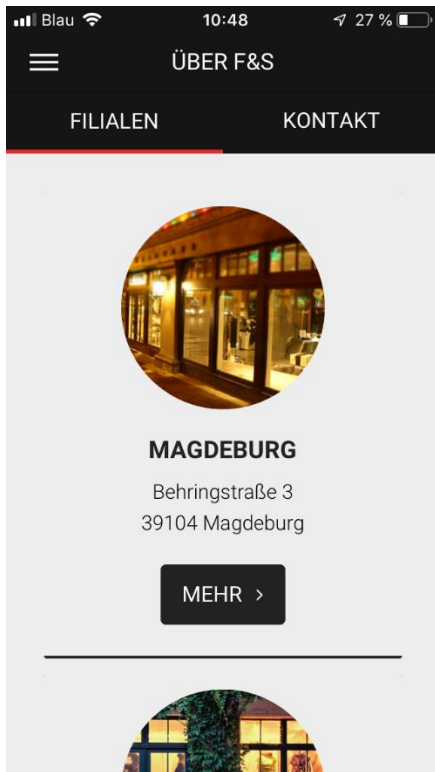 Blau 10:48 27 %
ÜBER F&S
FILIALEN KONTAKT
MAGDEBURG
Behringstraße 3
39104 Magdeburg
MEHR >